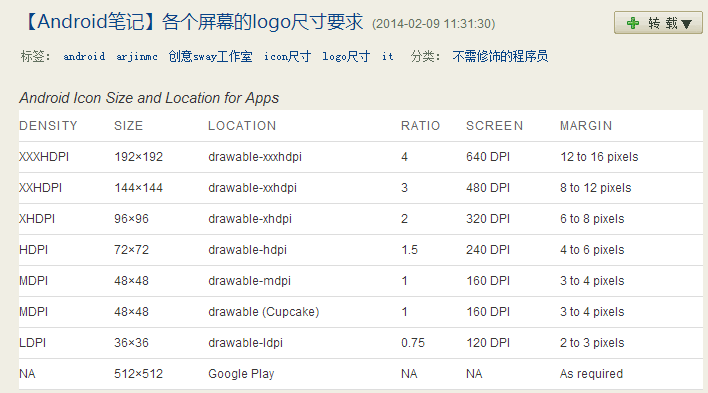 【Android笔记】各个屏幕的logo尺寸要求 (2014-02-09 11:31:30) 转载▼
标签: android arjinmc 创意sway工作室 icon尺寸 logo尺寸 it 分类: 不需修饰的程序员
Android Icon Size and Location for Apps
DENSITY SIZE LOCATION RATIO SCREEN MARGIN
XXXHDPI 192×192 drawable-xxxhdpi 4 640 DPI 12 to 16 pixels
XXHDPI 144×144 drawable-xxhdpi 3 480 DPI 8 to 12 pixels
XHDPI 96×96 drawable-xhdpi 2 320 DPI 6 to 8 pixels
HDPI 72×72 drawable-hdpi 1.5 240 DPI 4 to 6 pixels
MDPI 48×48 drawable-mdpi 1 160 DPI 3 to 4 pixels
MDPI 48×48 drawable (Cupcake) 1 160 DPI 3 to 4 pixels
LDPI 36×36 drawable-ldpi 0.75 120 DPI 2 to 3 pixels
NA 512×512 Google Play NA NA As required